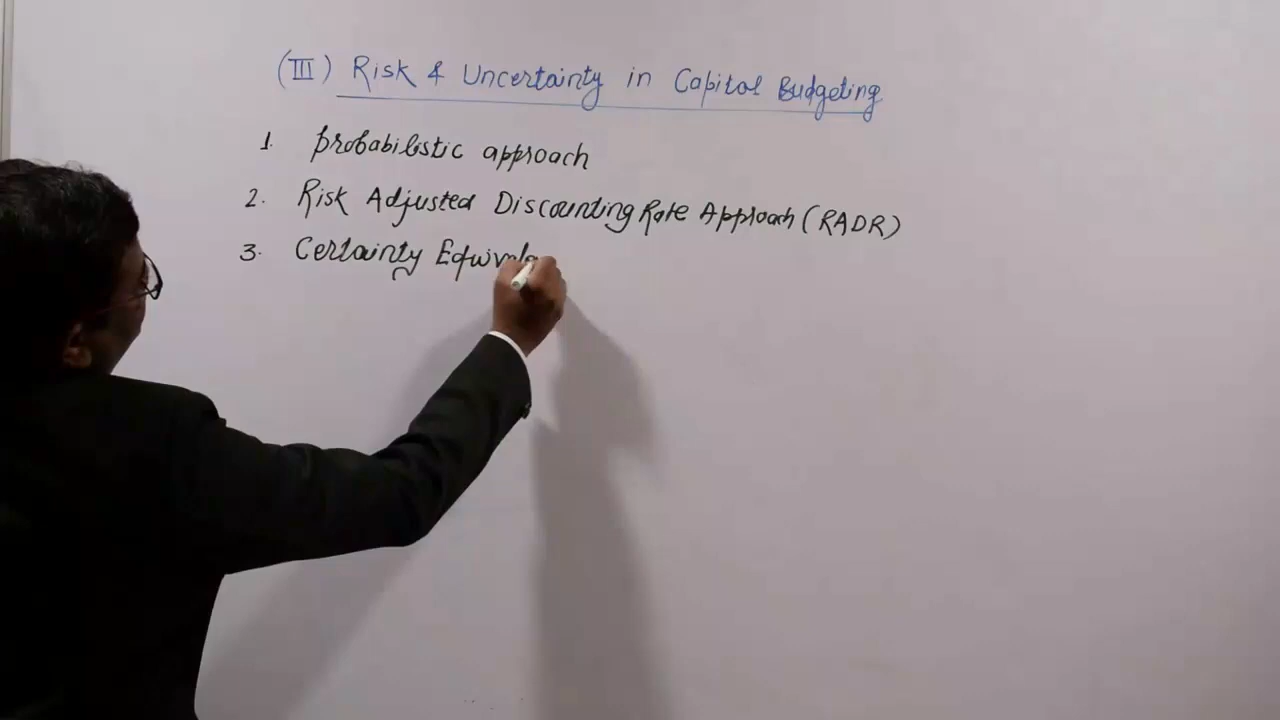 (III) Risk & Uncertainty in Capital Budgeting
1. probabilistic approach
2. Risk Adjusted Discounting Rate Approach (RADR)
3. Certainty Equivale